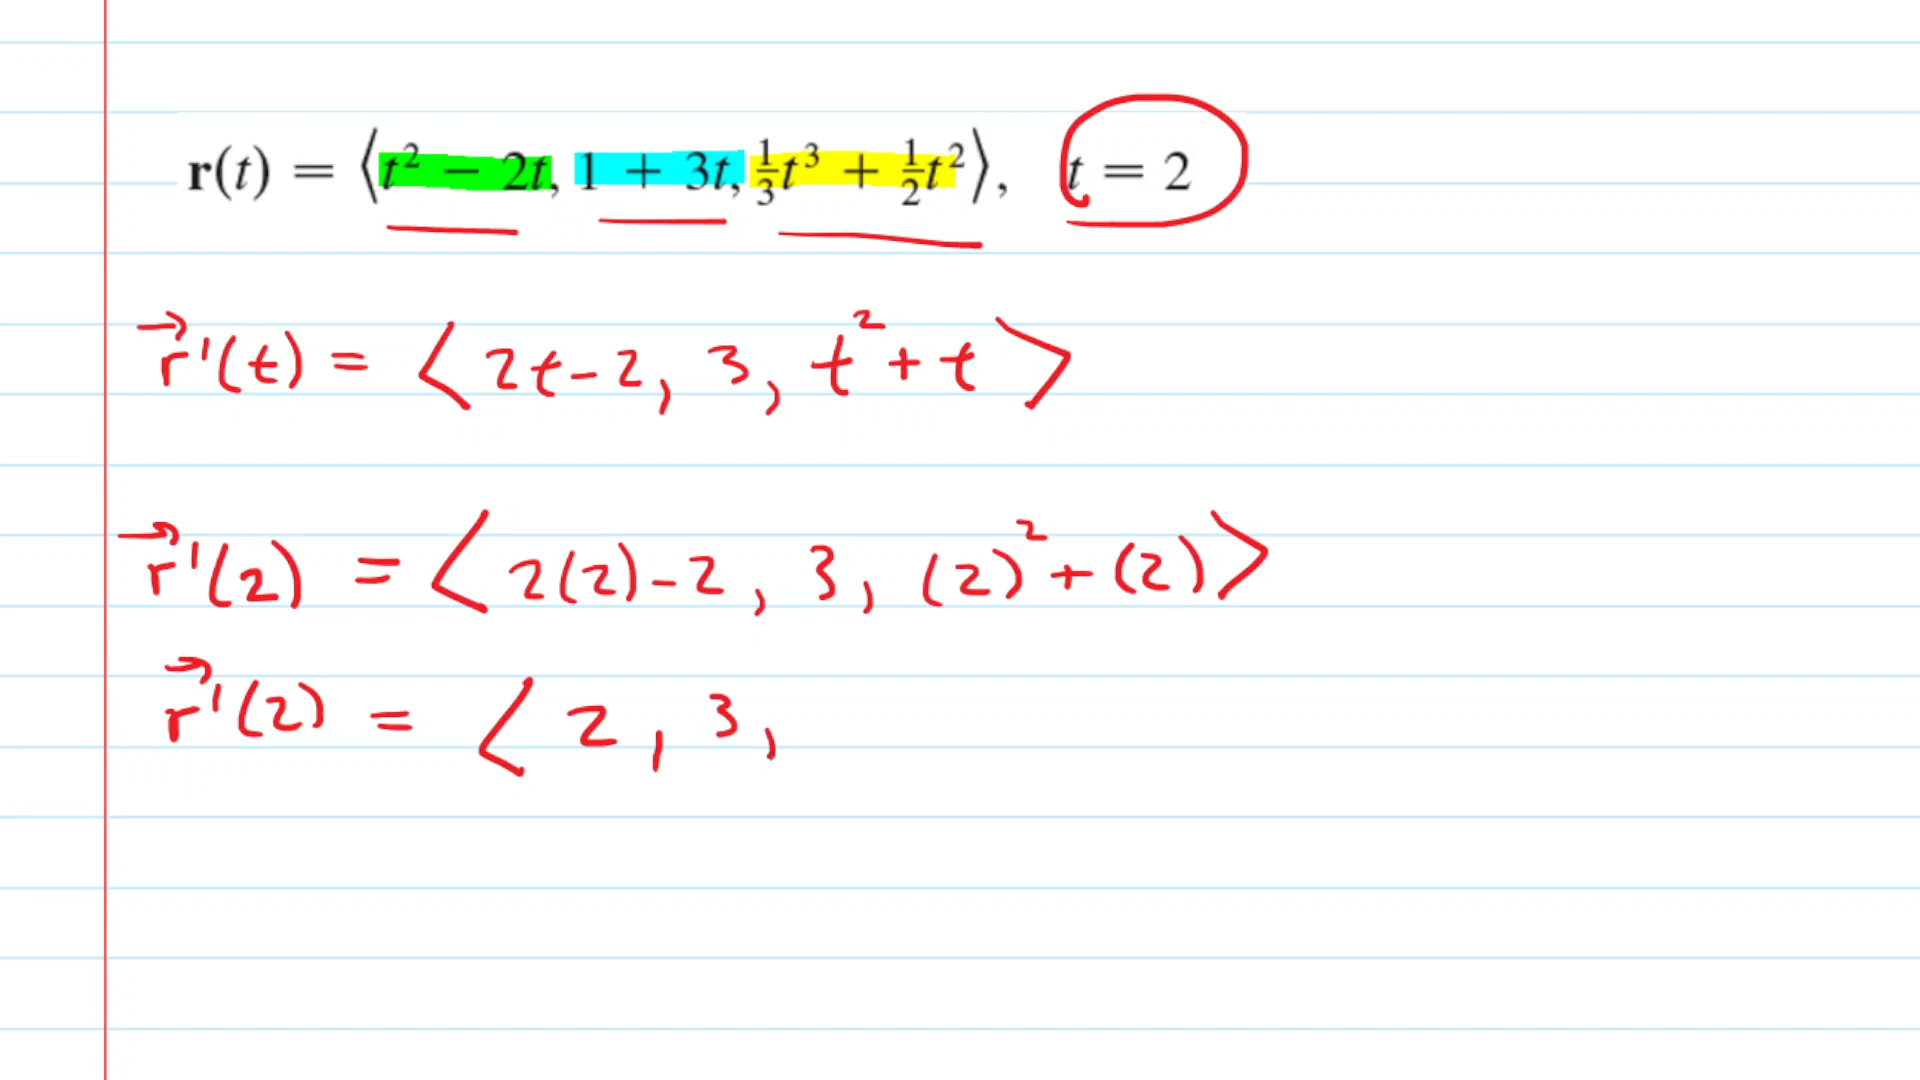 r(t) = ⟨t² − 2t, 1 + 3t, ⅓t³ + ½t²⟩, t = 2
r⃗'(t) = ⟨2t-2, 3, t²+t⟩
r⃗'(2) = ⟨2(2)-2, 3, (2)²+(2)⟩
r⃗'(2) = ⟨2, 3,